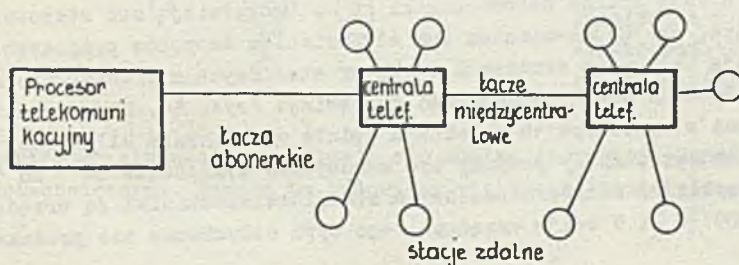 Procesor
telekomuni
kacyjny
łącza
abonenckie
centrala
telef.
łącze
międzycentra-
lowe
centrala
telef.
stacje zdolne